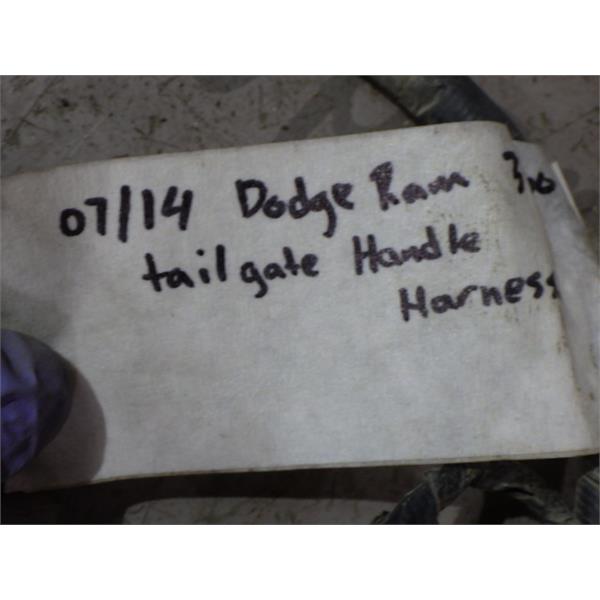 07/14 Dodge Ram
tailgate Handle
Harness